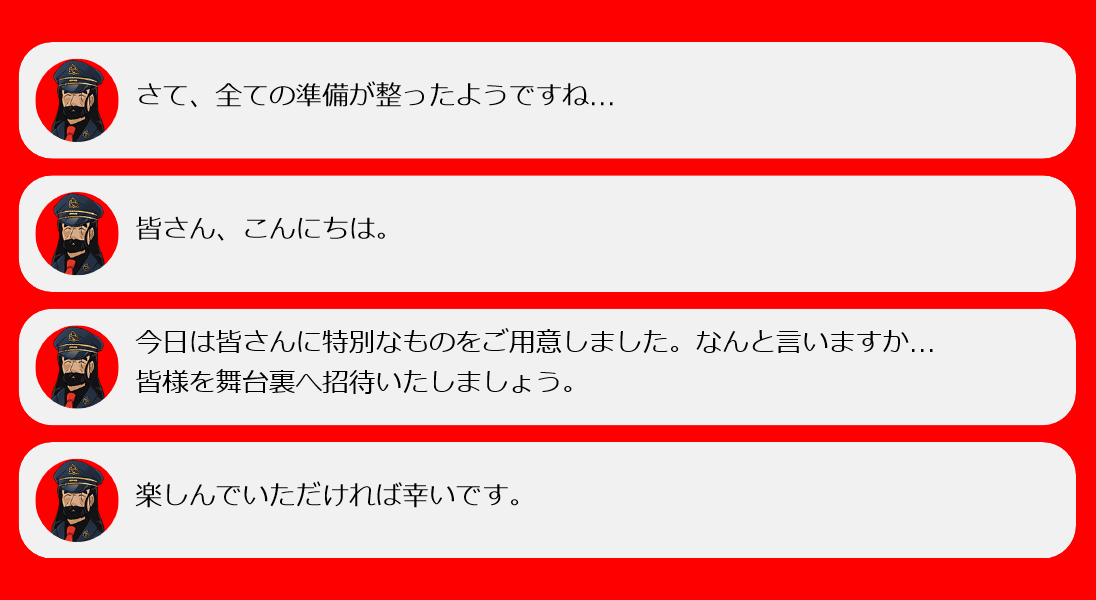 さて、全ての準備が整ったようですね...
皆さん、こんにちは。
今日は皆さんに特別なものをご用意しました。なんと言いますか...
皆様を舞台裏へ招待いたしましょう。
楽しんでいただければ幸いです。